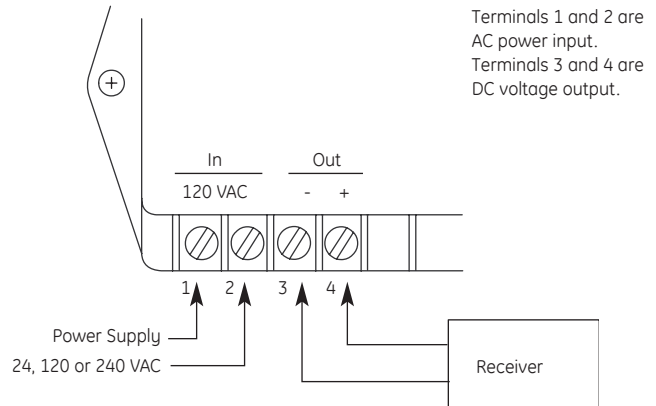 Terminals 1 and 2 are
AC power input.
Terminals 3 and 4 are
DC voltage output.
In Out
120 VAC - +
1 2 3 4
Power Supply
24, 120 or 240 VAC
Receiver